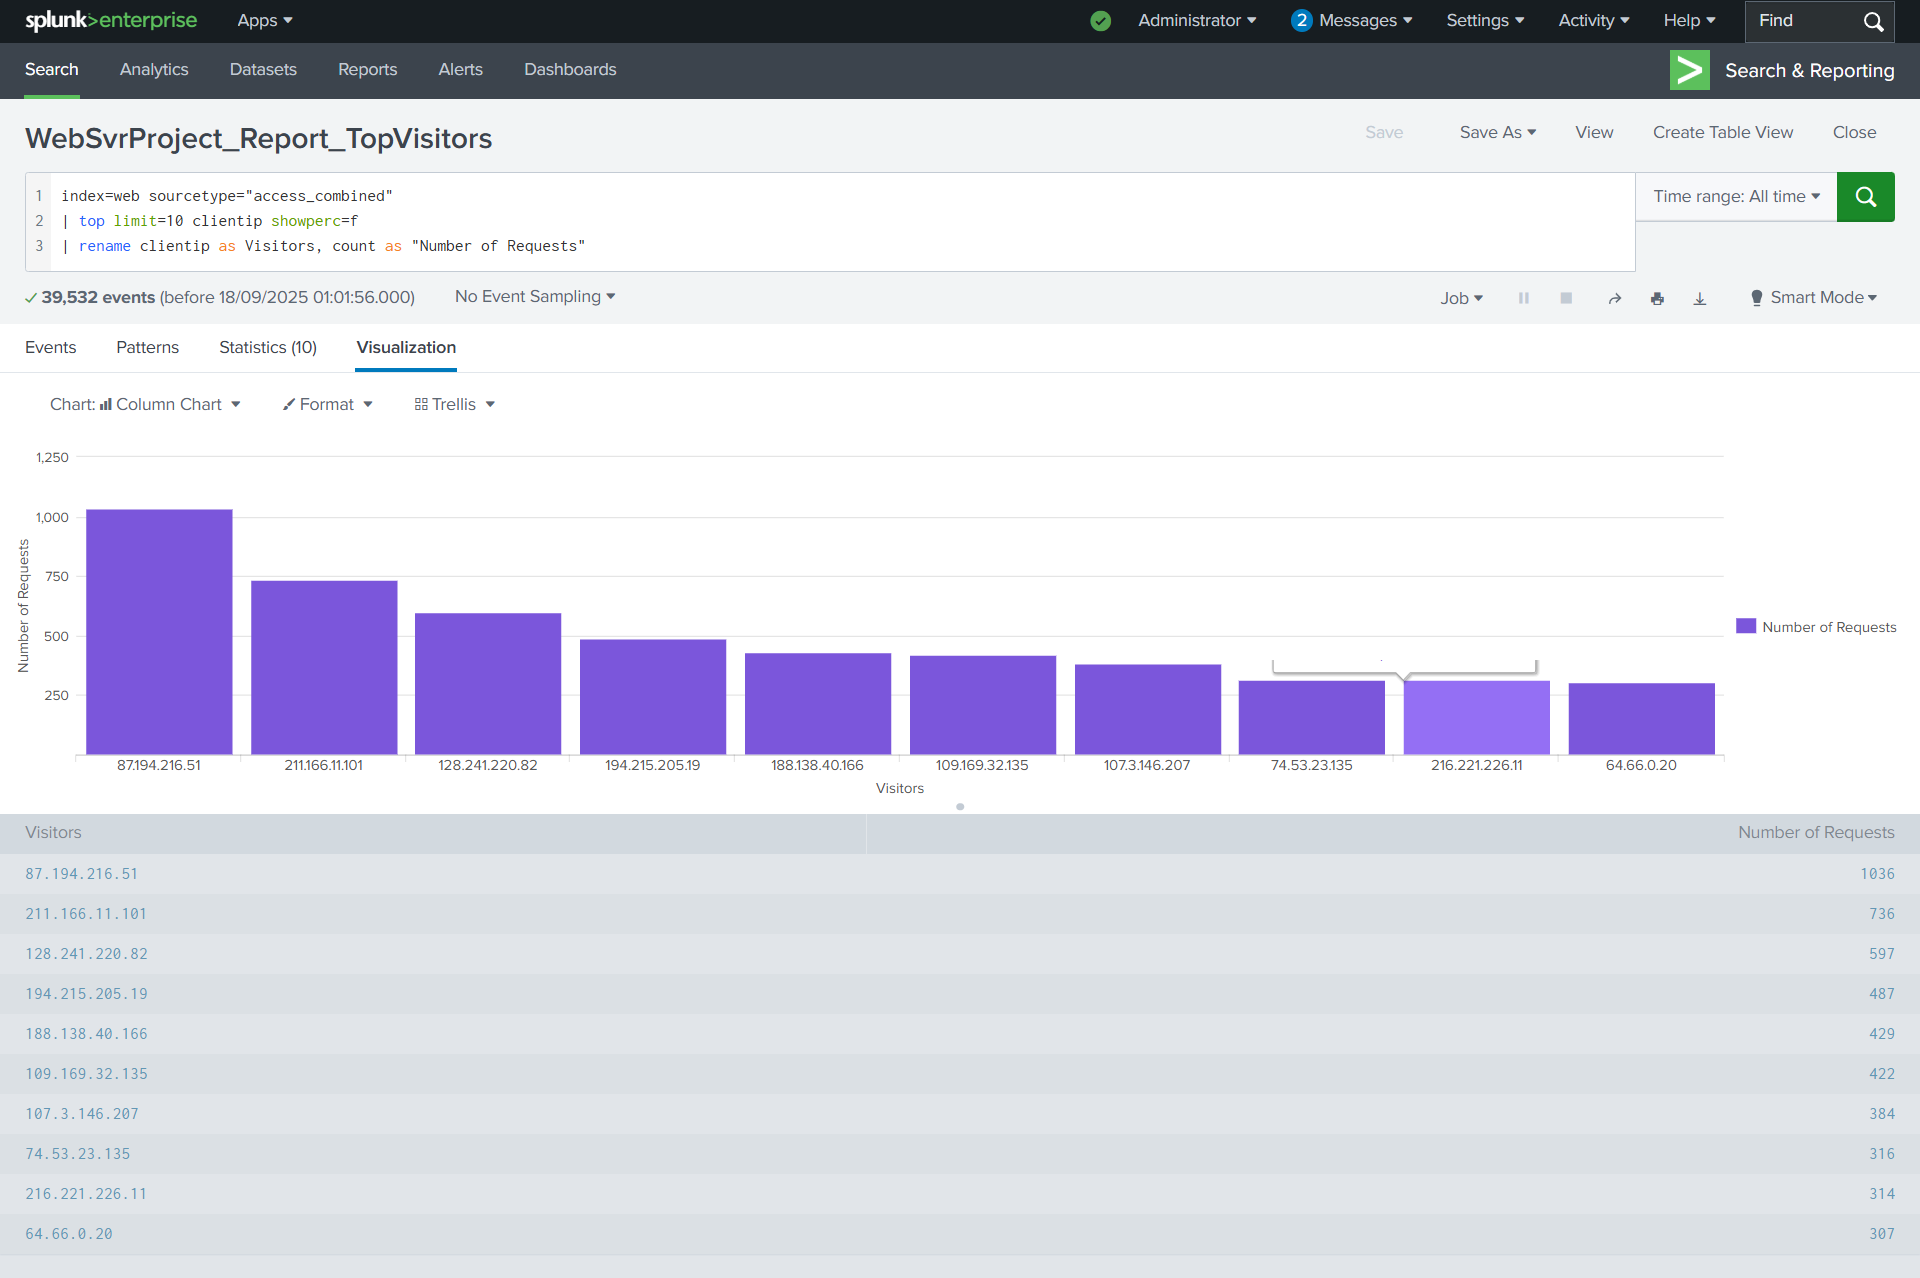 splunk>enterprise Apps Administrator 2 Messages Settings Activity Help Find
Search Analytics Datasets Reports Alerts Dashboards Search & Reporting
WebSvrProject_Report_TopVisitors Save Save As View Create Table View Close
1 index=web sourcetype="access_combined"
2 | top limit=10 clientip showperc=f
3 | rename clientip as Visitors, count as "Number of Requests"
Time range: All time
39,532 events (before 18/09/2025 01:01:56.000) No Event Sampling Job Smart Mode
Events Patterns Statistics (10) Visualization
Chart: Column Chart Format Trellis
1,250
1,000
750
500
250
Number of Requests
Number of Requests
87.194.216.51 211.166.11.101 128.241.220.82 194.215.205.19 188.138.40.166 109.169.32.135 107.3.146.207 74.53.23.135 216.221.226.11 64.66.0.20
Visitors
Visitors Number of Requests
87.194.216.51 1036
211.166.11.101 736
128.241.220.82 597
194.215.205.19 487
188.138.40.166 429
109.169.32.135 422
107.3.146.207 384
74.53.23.135 316
216.221.226.11 314
64.66.0.20 307